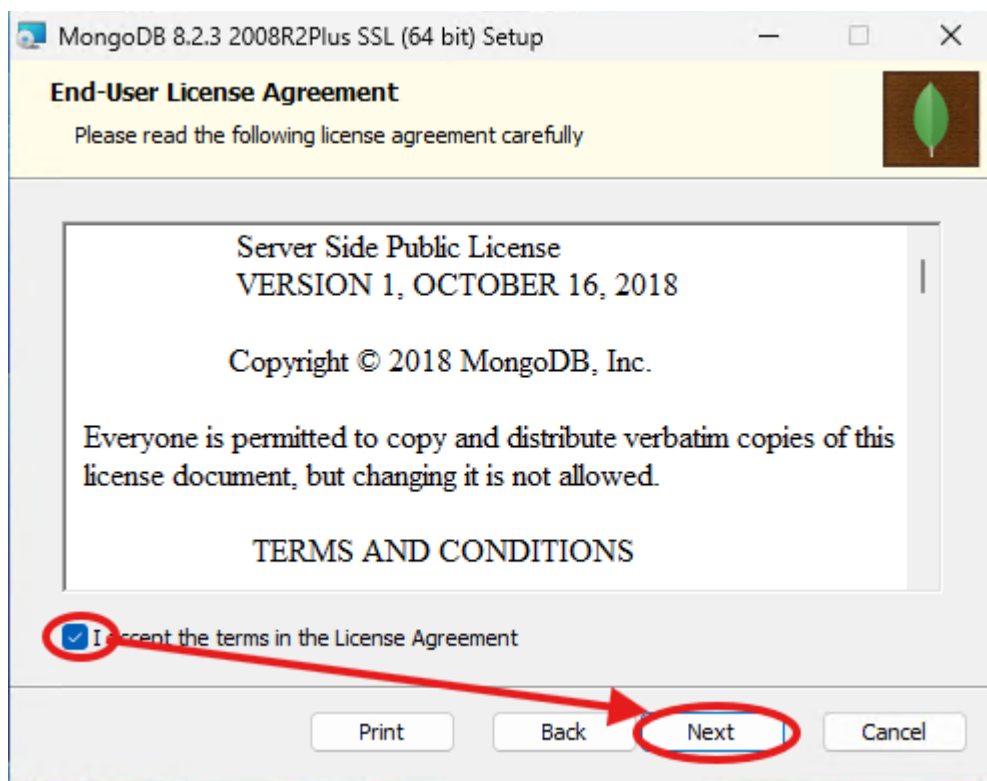 MongoDB 8.2.3 2008R2Plus SSL (64 bit) Setup
End-User License Agreement
Please read the following license agreement carefully
Server Side Public License
VERSION 1, OCTOBER 16, 2018
Copyright © 2018 MongoDB, Inc.
Everyone is permitted to copy and distribute verbatim copies of this
license document, but changing it is not allowed.
TERMS AND CONDITIONS
I accept the terms in the License Agreement
Print Back Next Cancel